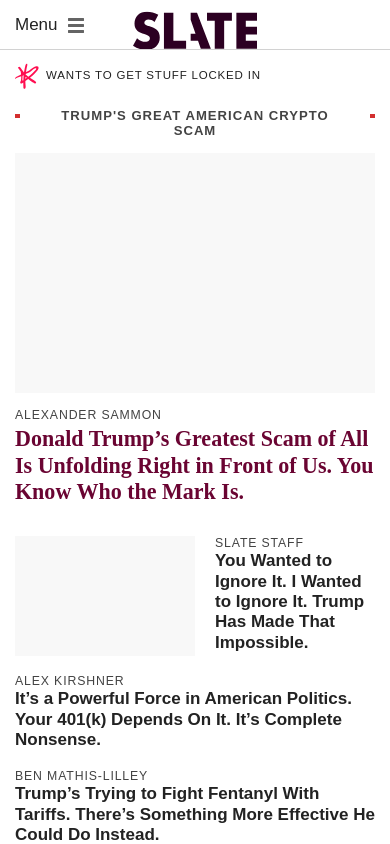 Menu
SLATE
WANTS TO GET STUFF LOCKED IN
TRUMP'S GREAT AMERICAN CRYPTO
SCAM
ALEXANDER SAMMON
Donald Trump’s Greatest Scam of All
Is Unfolding Right in Front of Us. You
Know Who the Mark Is.
SLATE STAFF
You Wanted to
Ignore It. I Wanted
to Ignore It. Trump
Has Made That
Impossible.
ALEX KIRSHNER
It’s a Powerful Force in American Politics.
Your 401(k) Depends On It. It’s Complete
Nonsense.
BEN MATHIS-LILLEY
Trump’s Trying to Fight Fentanyl With
Tariffs. There’s Something More Effective He
Could Do Instead.